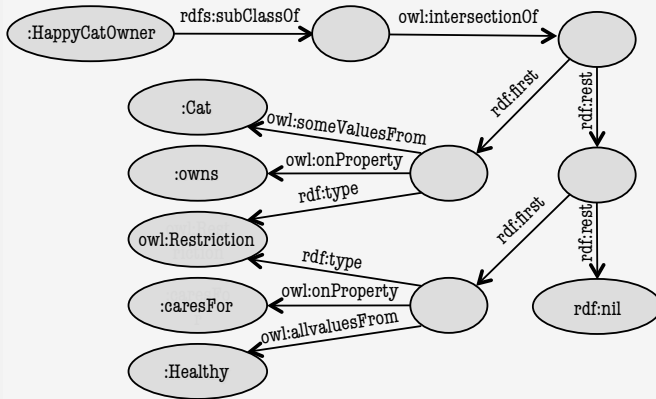 :HappyCatOwner
rdfs:subClassOf
owl:intersectionOf
rdf:first
rdf:rest
:Cat
owl:someValuesFrom
:owns
owl:onProperty
rdf:type
owl:Restriction
rdf:first
rdf:rest
rdf:type
:caresFor
owl:onProperty
rdf:nil
owl:allvaluesFrom
:Healthy